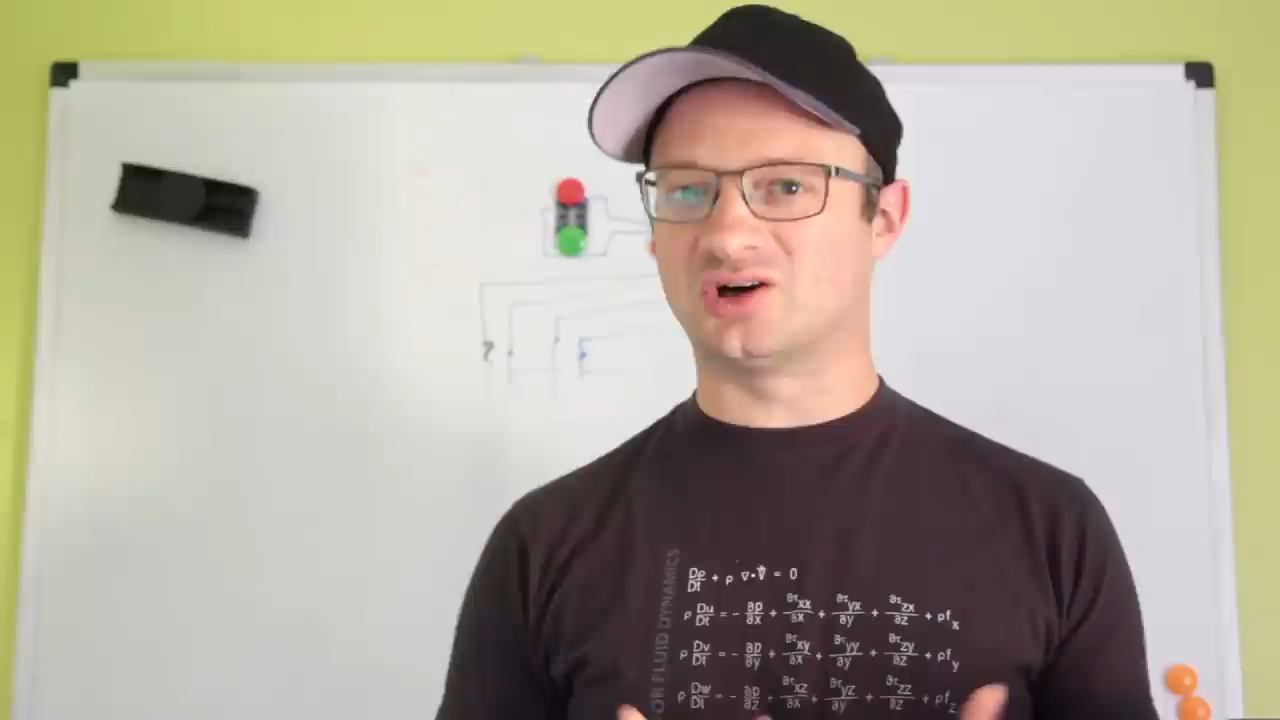 ?
OR FLUID DYNAMICS
Dρ/Dt + ρ ∇·V⃗ = 0
ρ Du/Dt = - ∂p/∂x + ∂τxx/∂x + ∂τyx/∂y + ∂τzx/∂z + ρfx
ρ Dv/Dt = - ∂p/∂y + ∂τxy/∂x + ∂τyy/∂y + ∂τzy/∂z + ρfy
ρ Dw/Dt = - ∂p/∂z + ∂τxz/∂x + ∂τyz/∂y + ∂τzz/∂z + ρfz